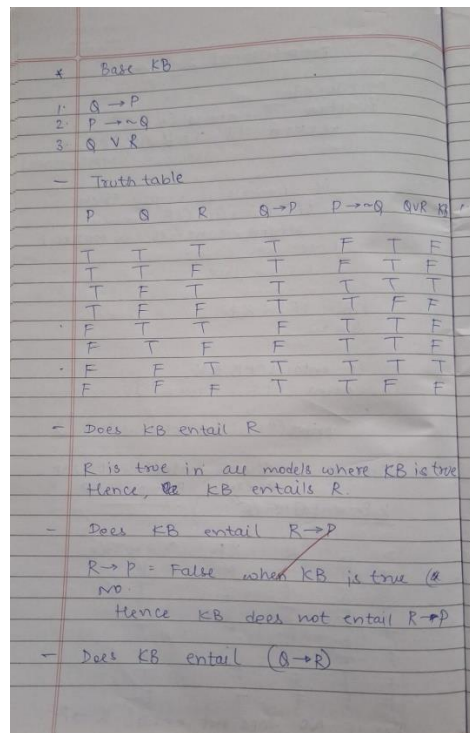 * Base KB
1. Q → P
2. P → ~Q
3. Q V R
— Truth table
P Q R Q→P P→~Q QVR KB
T T T T F T F
T T F T F T F
T F T T T T T
T F F T T F F
F T T F T T F
F T F F T T F
F F T T T T T
F F F T T F F
— Does KB entail R
R is true in all models where KB is true
Hence, KB entails R.
— Does KB entail R→P
R→P = False when KB is true (
NO.
Hence KB does not entail R→P
— Does KB entail (Q→R)